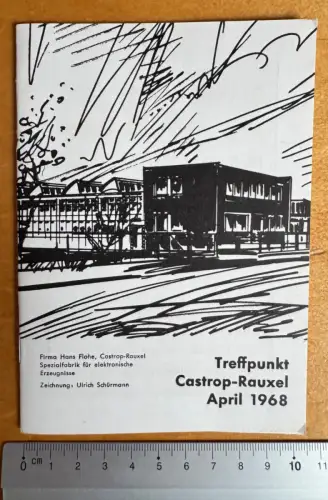 Firma Hans Flohe, Castrop-Rauxel
Spezialfabrik für elektronische
Erzeugnisse
Zeichnung: Ulrich Schürmann
Treffpunkt
Castrop-Rauxel
April 1968
0 cm 1 2 3 4 5 6 7 8 9 10 11